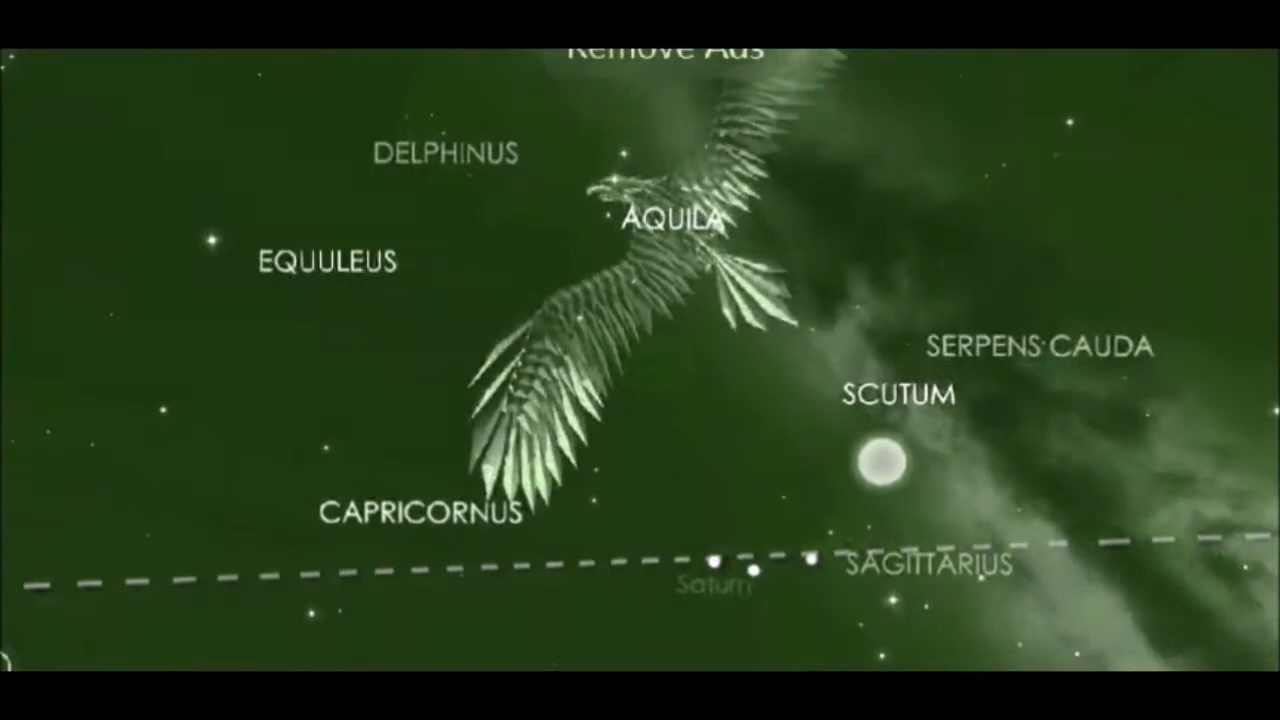 Remove Ads
DELPHINUS
AQUILA
EQUULEUS
SERPENS CAUDA
SCUTUM
CAPRICORNUS
SAGITTARIUS
Saturn